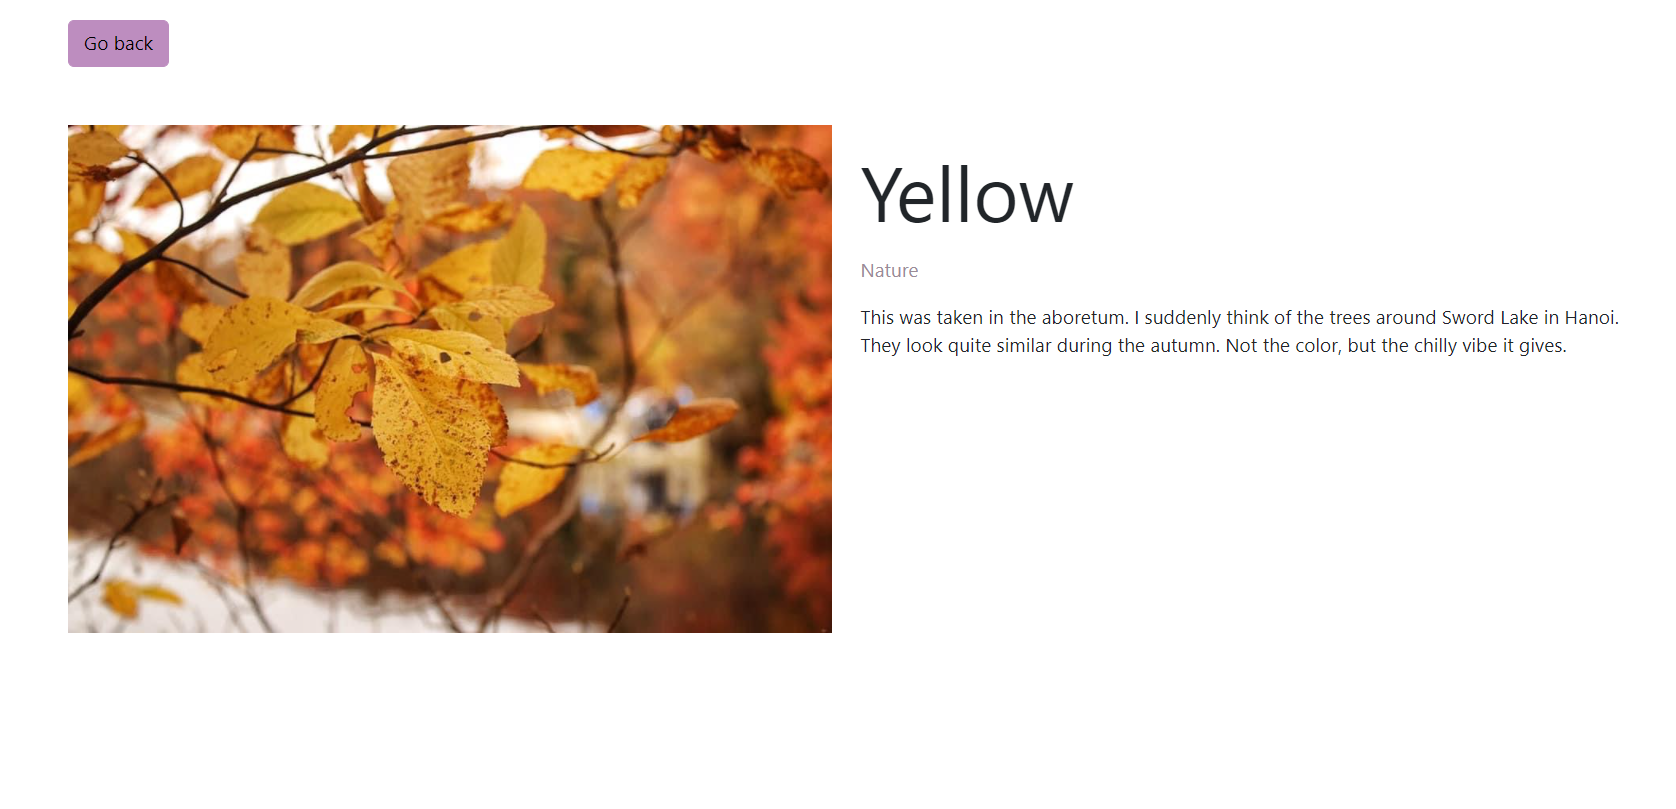 Go back
Yellow
Nature
This was taken in the aboretum. I suddenly think of the trees around Sword Lake in Hanoi.
They look quite similar during the autumn. Not the color, but the chilly vibe it gives.